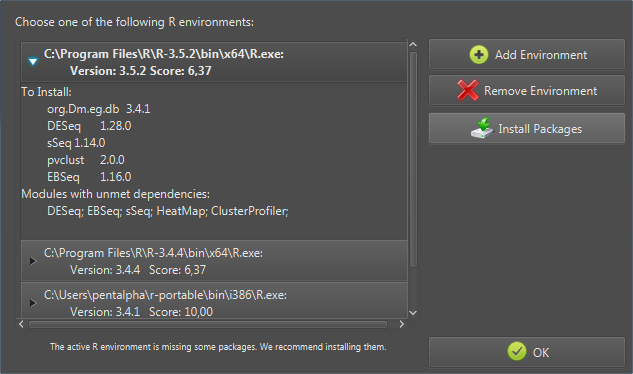 Choose one of the following R environments:
C:\Program Files\R\R-3.5.2\bin\x64\R.exe:
Version: 3.5.2 Score: 6,37
To Install:
org.Dm.eg.db 3.4.1
DESeq 1.28.0
sSeq 1.14.0
pvclust 2.0.0
EBSeq 1.16.0
Modules with unmet dependencies:
DESeq; EBSeq; sSeq; HeatMap; ClusterProfiler;
C:\Program Files\R\R-3.4.4\bin\x64\R.exe:
Version: 3.4.4 Score: 6,37
C:\Users\pentalpha\r-portable\bin\i386\R.exe:
Version: 3.4.1 Score: 10,00
The active R environment is missing some packages. We recommend installing them.
Add Environment
Remove Environment
Install Packages
OK